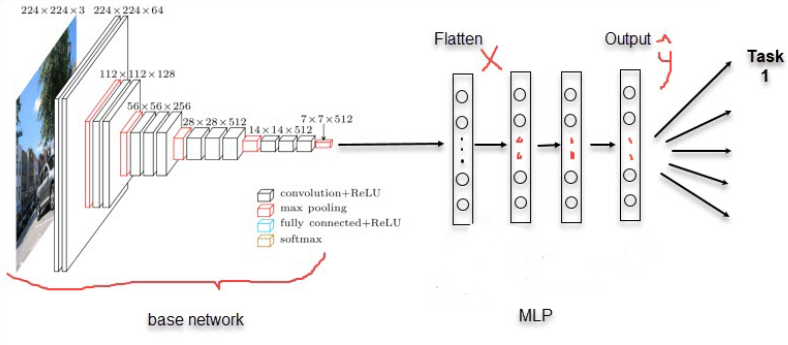 224×224×3
224×224×64
112×112×128
56×56×256
28×28×512
14×14×512
7×7×512
convolution+ReLU
max pooling
fully connected+ReLU
softmax
base network
Flatten
x
Output
ŷ
Task
1
MLP